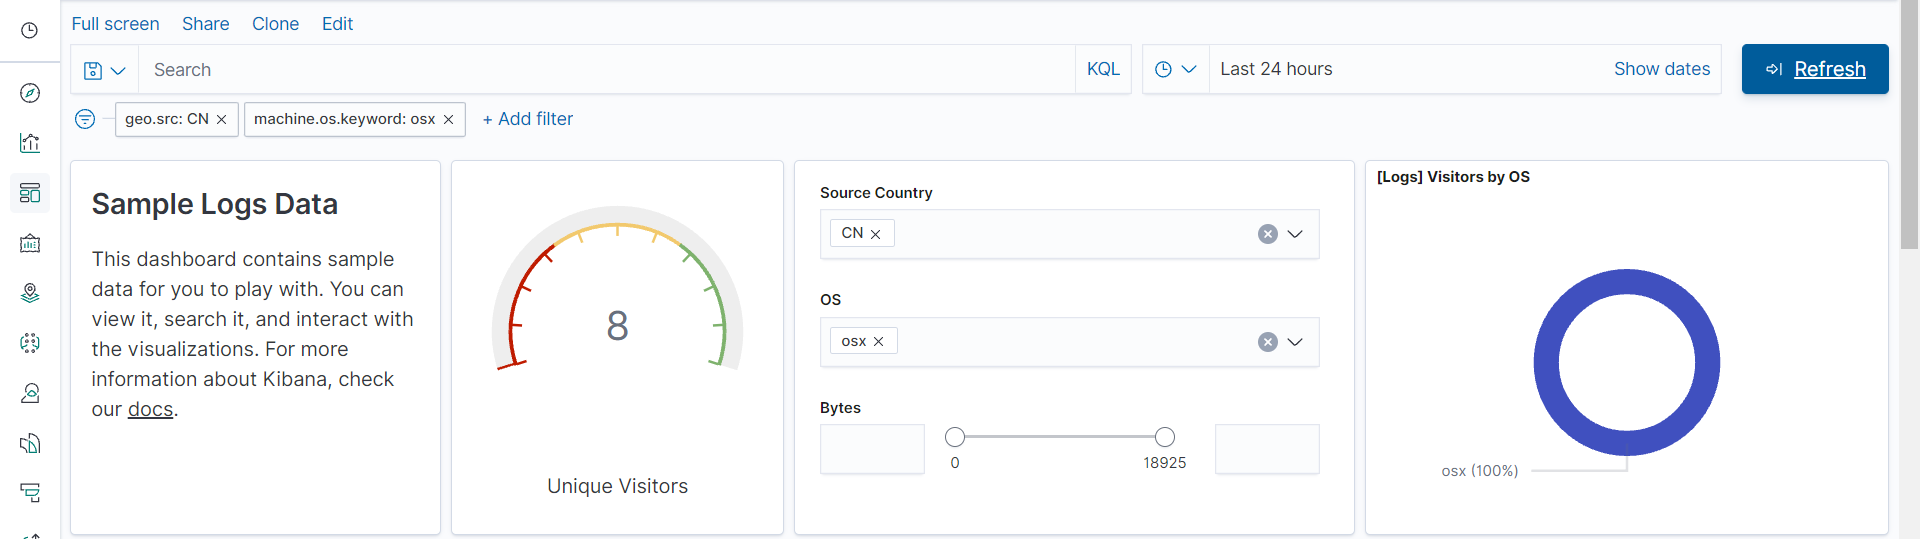 Full screen Share Clone Edit
Search KQL Last 24 hours Show dates Refresh
geo.src: CN machine.os.keyword: osx + Add filter
Sample Logs Data
This dashboard contains sample
data for you to play with. You can
view it, search it, and interact with
the visualizations. For more
information about Kibana, check
our docs.
8
Unique Visitors
Source Country
CN
OS
osx
Bytes
0 18925
[Logs] Visitors by OS
osx (100%)